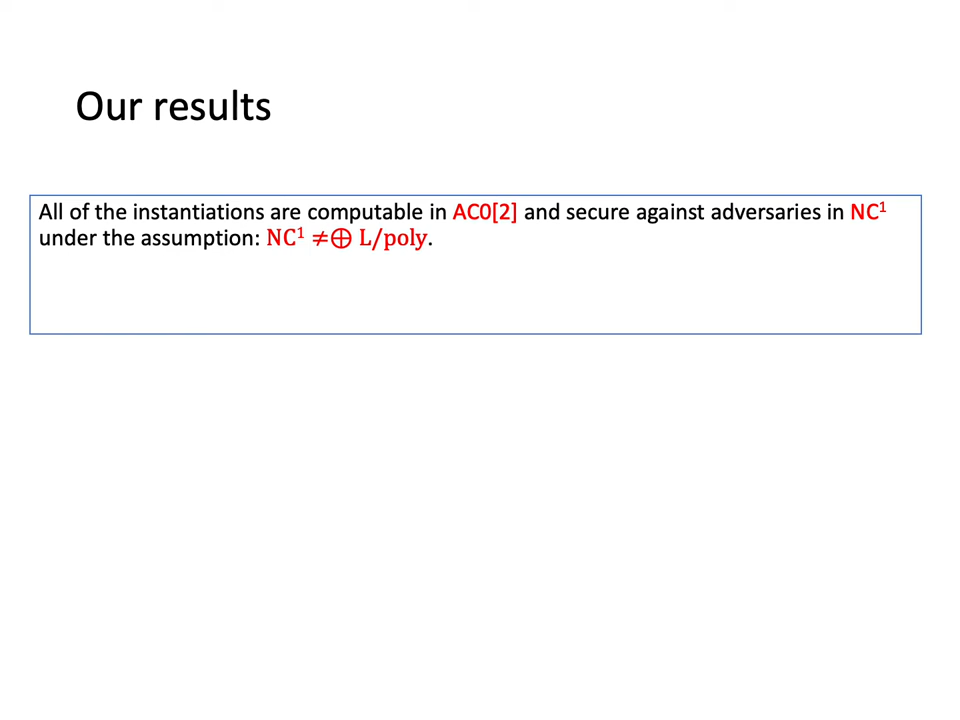 Our results
All of the instantiations are computable in AC0[2] and secure against adversaries in NC¹
under the assumption: NC¹ ≠⊕ L/poly.